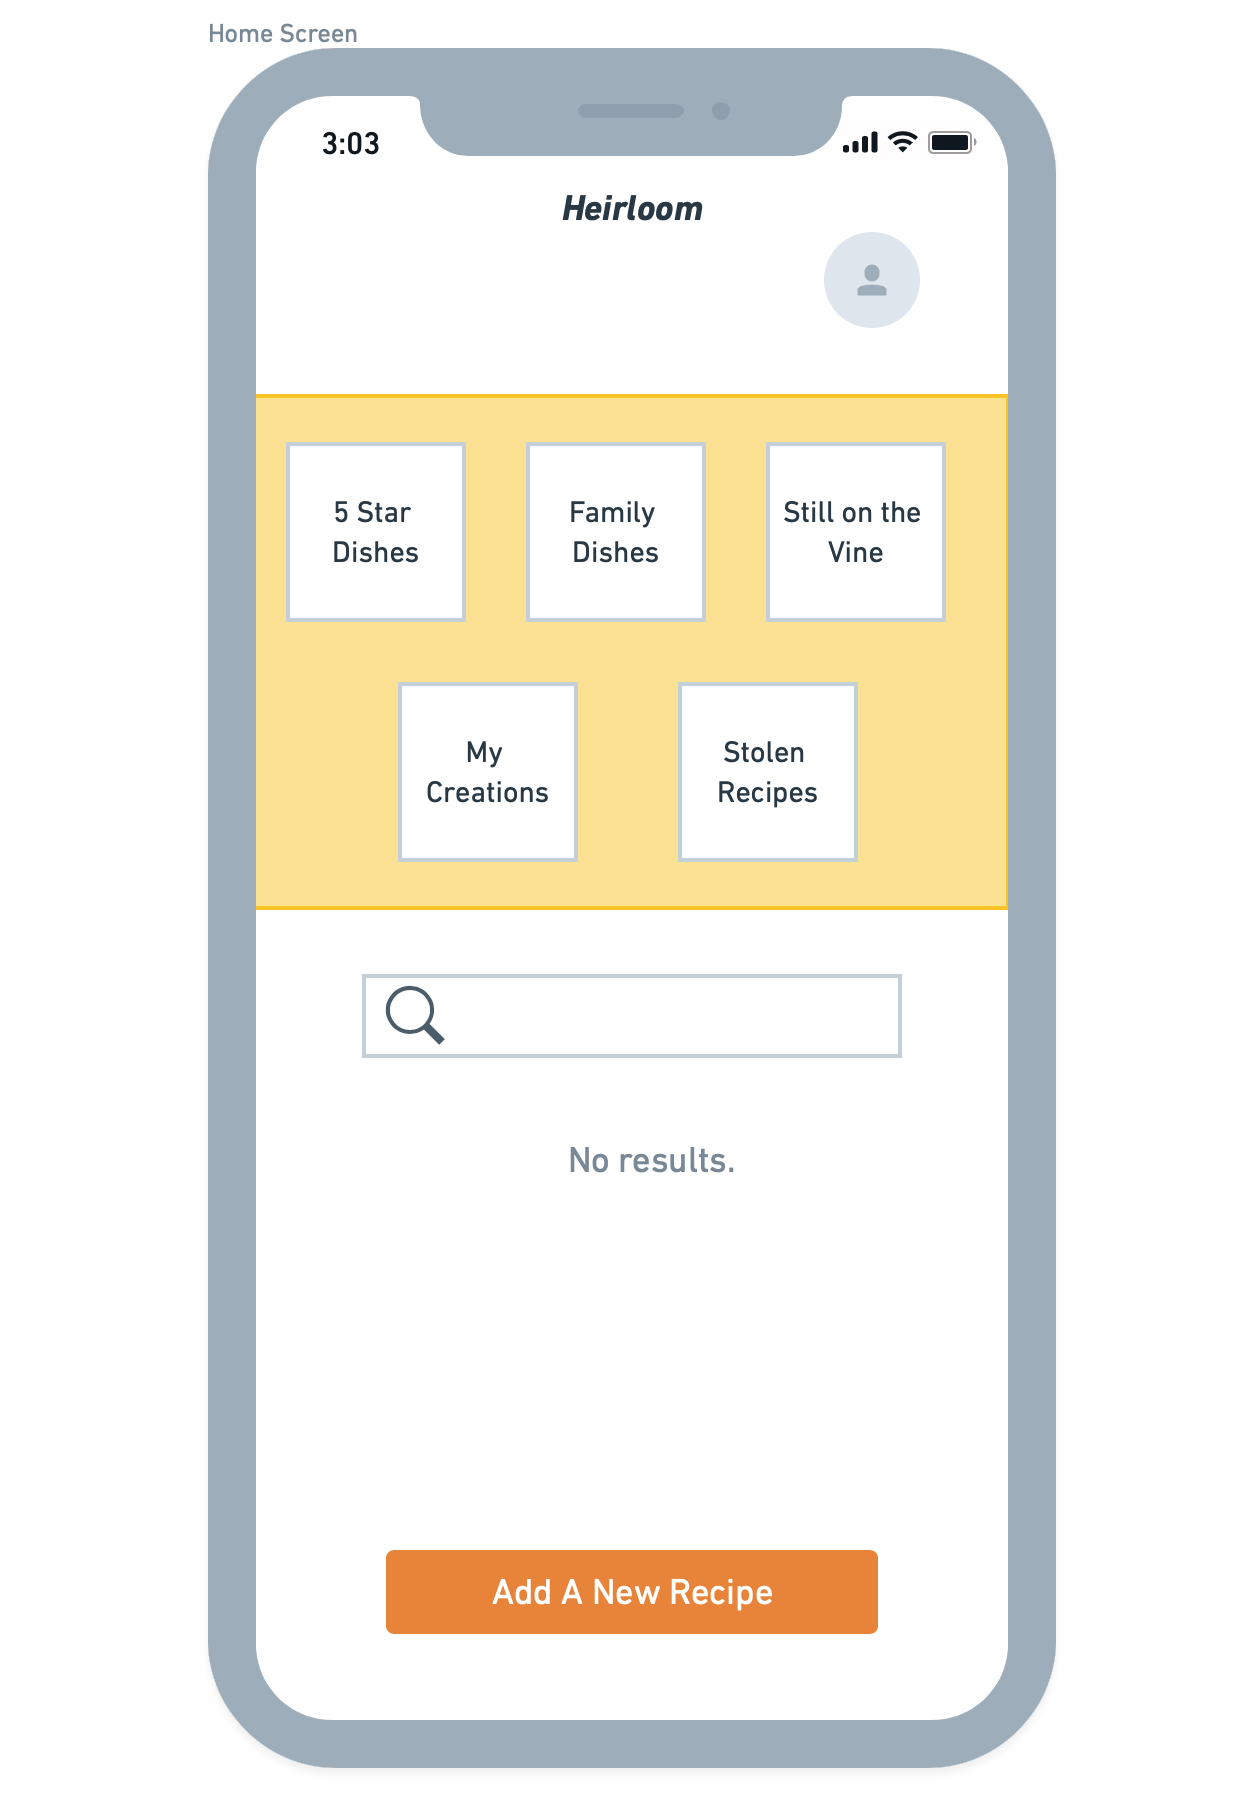 Home Screen
3:03
Heirloom
5 Star
Dishes
Family
Dishes
Still on the
Vine
My
Creations
Stolen
Recipes
No results.
Add A New Recipe